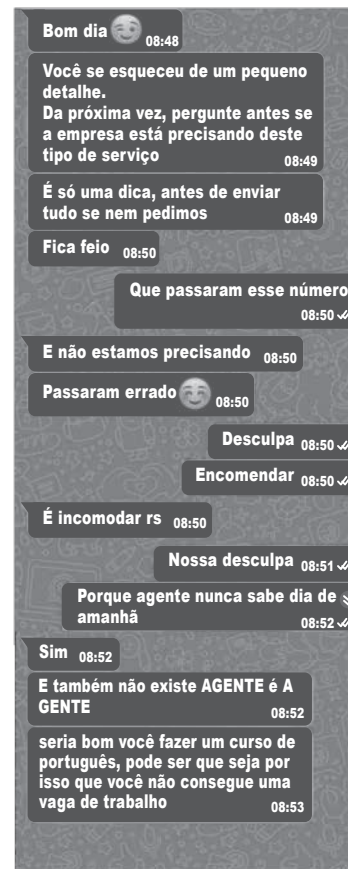 Bom dia
08:48
Você se esqueceu de um pequeno
detalhe.
Da próxima vez, pergunte antes se
a empresa está precisando deste
tipo de serviço
08:49
É só uma dica, antes de enviar
tudo se nem pedimos
08:49
Fica feio 08:50
Que passaram esse número
08:50
E não estamos precisando 08:50
Passaram errado
08:50
Desculpa 08:50
Encomendar 08:50
É incomodar rs 08:50
Nossa desculpa 08:51
Porque agente nunca sabe dia de
amanhã
08:52
Sim 08:52
E também não existe AGENTE é A
GENTE
08:52
seria bom você fazer um curso de
português, pode ser que seja por
isso que você não consegue uma
vaga de trabalho
08:53